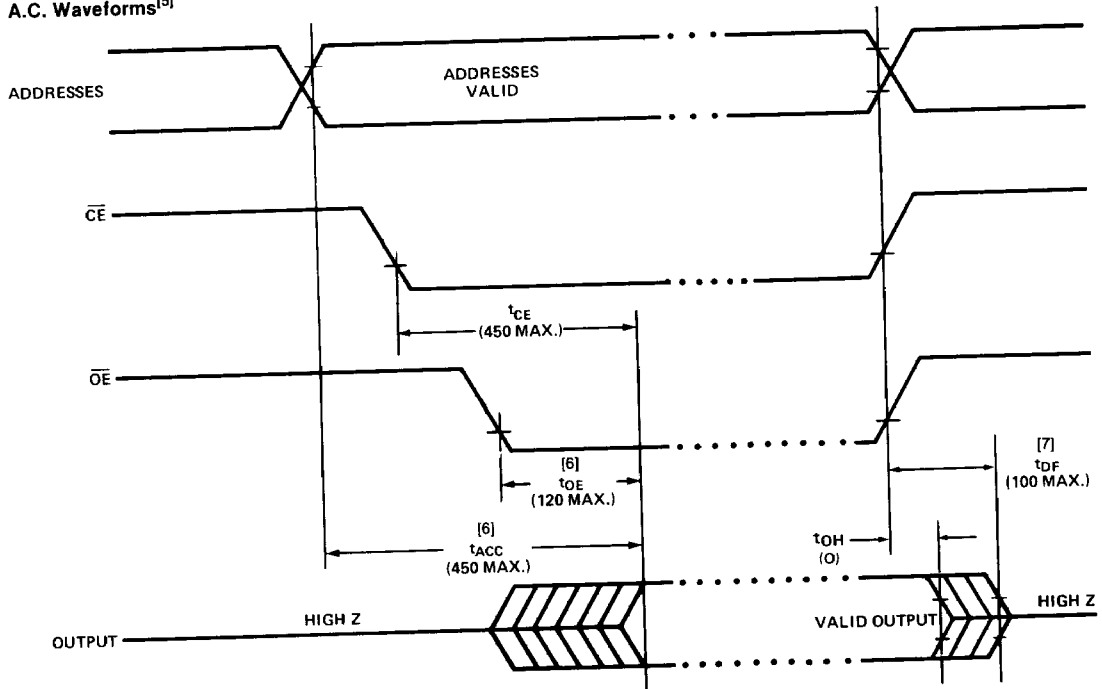 A.C. Waveforms[5]
ADDRESSES
ADDRESSES
VALID
CE
tCE
(450 MAX.)
OE
[6]
tOE
(120 MAX.)
[7]
tDF
(100 MAX.)
[6]
tACC
(450 MAX.)
tOH
(O)
OUTPUT
HIGH Z
VALID OUTPUT
HIGH Z